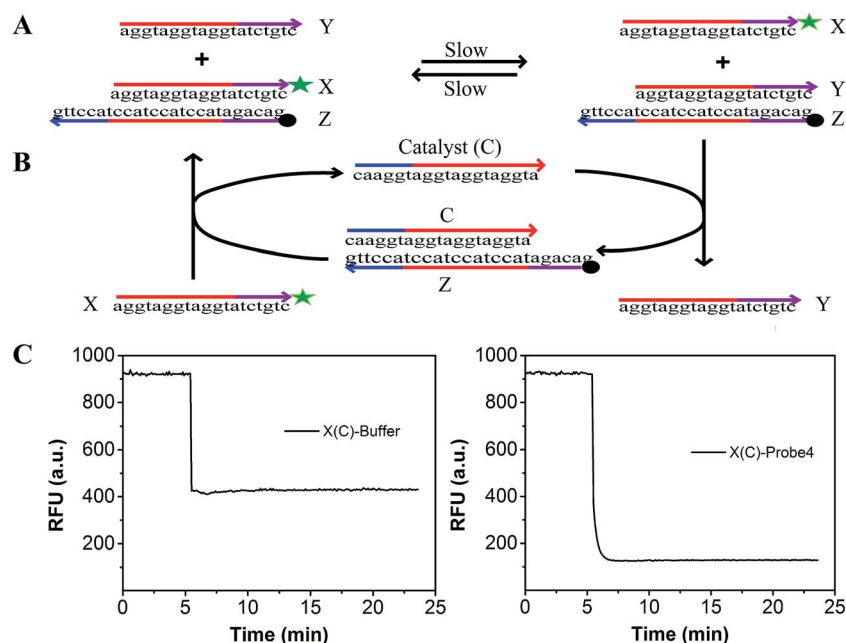 A
aggtaggtaggtatctgtc Y
+
aggtaggtaggtatctgtc X
gttccatccatccatccatagacag Z
Slow
Slow
aggtaggtaggtatctgtc X
+
aggtaggtaggtatctgtc Y
gttccatccatccatccatagacag Z
B
Catalyst (C)
caaggtaggtaggtaggta
C
caaggtaggtaggtaggta
gttccatccatccatccatagacag
Z
X aggtaggtaggtatctgtc
aggtaggtaggtatctgtc Y
C
1000
800
600
400
200
RFU (a.u.)
X(C)-Buffer
0 5 10 15 20 25
Time (min)
1000
800
600
400
200
RFU (a.u.)
X(C)-Probe4
0 5 10 15 20 25
Time (min)